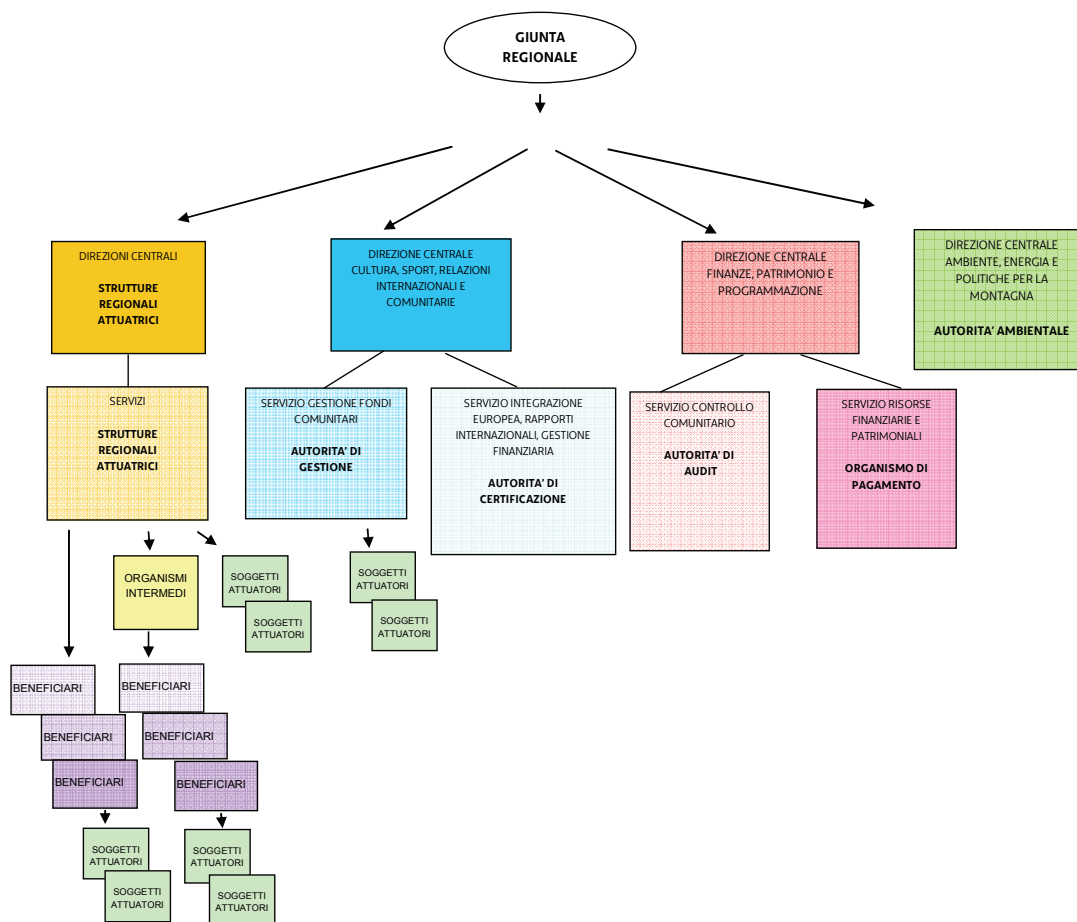 GIUNTA
REGIONALE
DIREZIONI CENTRALI
STRUTTURE
REGIONALI
ATTUATRICI
DIREZIONE CENTRALE
CULTURA, SPORT, RELAZIONI
INTERNAZIONALI E
COMUNITARIE
DIREZIONE CENTRALE
FINANZE, PATRIMONIO E
PROGRAMMAZIONE
DIREZIONE CENTRALE
AMBIENTE, ENERGIA E
POLITICHE PER LA
MONTAGNA
AUTORITA’ AMBIENTALE
SERVIZI
STRUTTURE
REGIONALI
ATTUATRICI
SERVIZIO GESTIONE FONDI
COMUNITARI
AUTORITA’ DI
GESTIONE
SERVIZIO INTEGRAZIONE
EUROPEA, RAPPORTI
INTERNAZIONALI, GESTIONE
FINANZIARIA
AUTORITA’ DI
CERTIFICAZIONE
SERVIZIO CONTROLLO
COMUNITARIO
AUTORITA’ DI
AUDIT
SERVIZIO RISORSE
FINANZIARIE E
PATRIMONIALI
ORGANISMO DI
PAGAMENTO
ORGANISMI
INTERMEDI
SOGGETTI
ATTUATORI
SOGGETTI
ATTUATORI
SOGGETTI
ATTUATORI
SOGGETTI
ATTUATORI
BENEFICIARI
BENEFICIARI
BENEFICIARI
BENEFICIARI
BENEFICIARI
BENEFICIARI
SOGGETTI
ATTUATORI
SOGGETTI
ATTUATORI
SOGGETTI
ATTUATORI
SOGGETTI
ATTUATORI